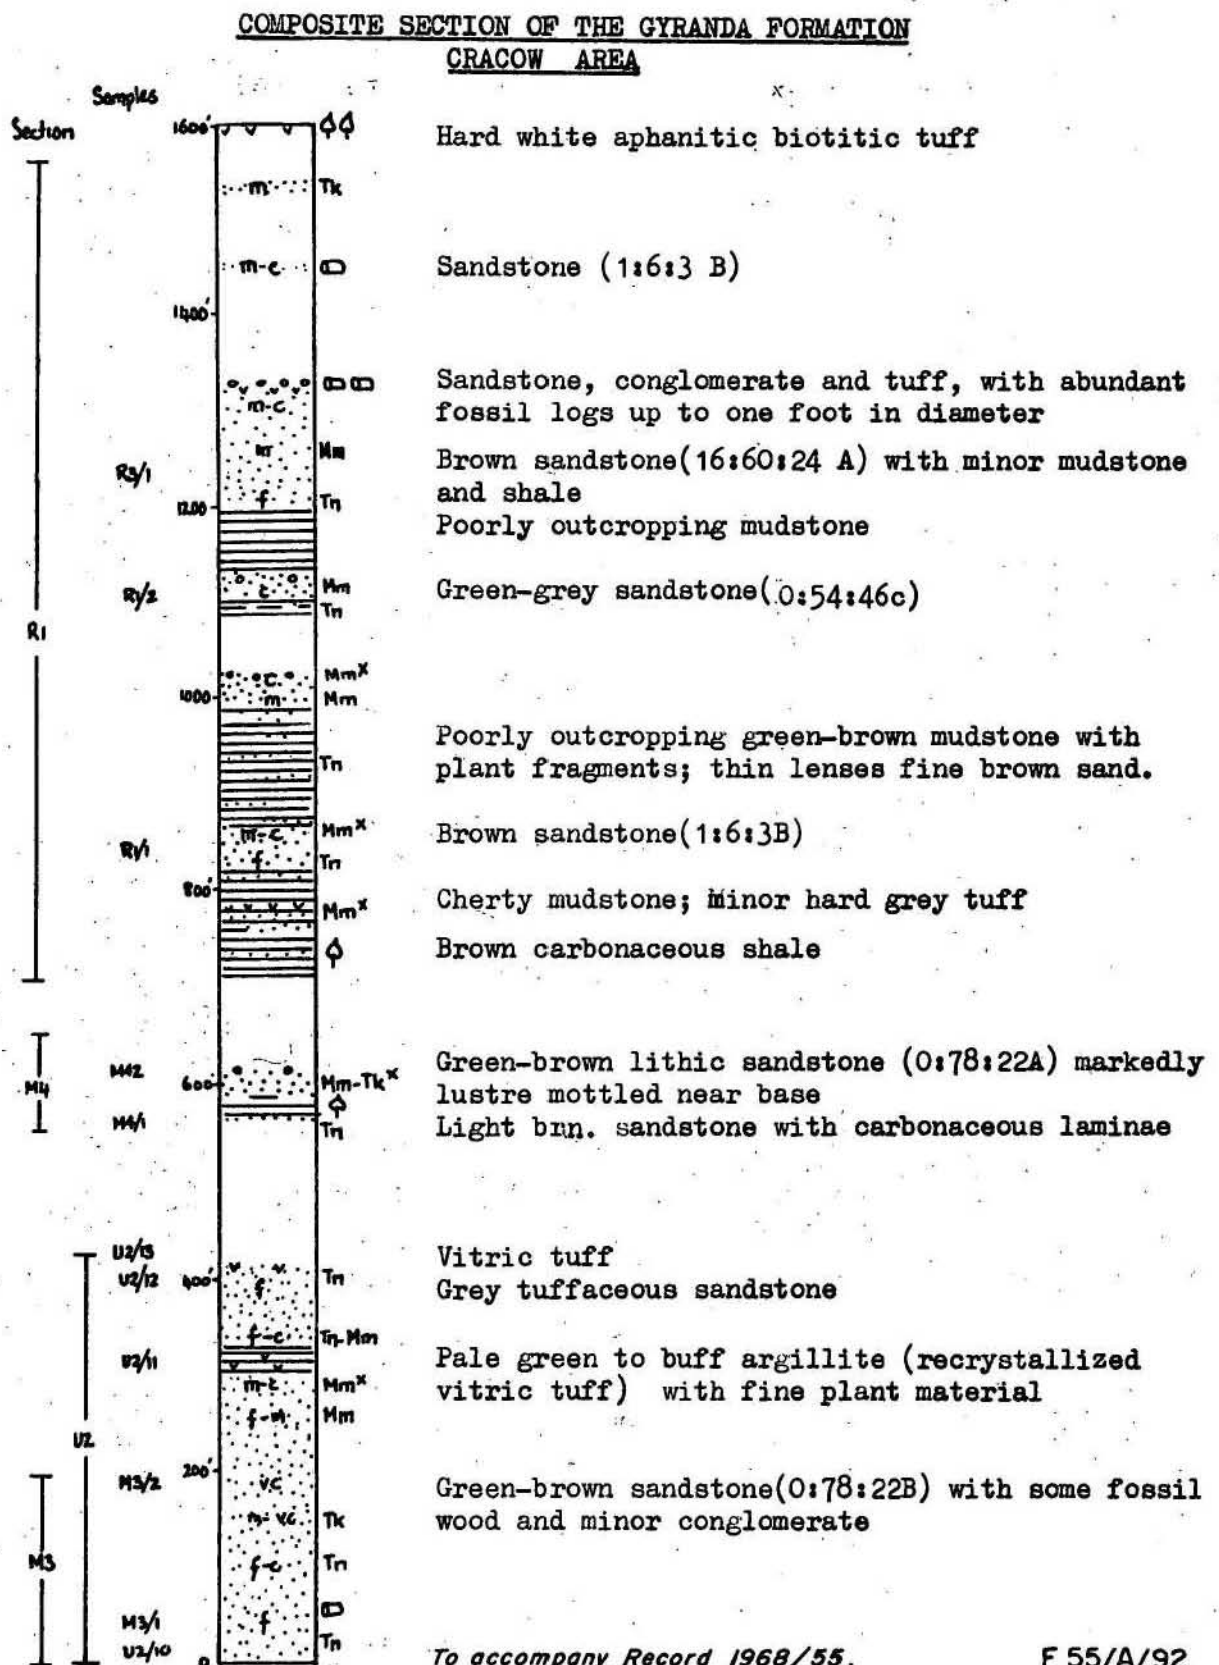 COMPOSITE SECTION OF THE GYRANDA FORMATION
CRACOW AREA
Samples
Section
1600'
Hard white aphanitic biotitic tuff
m Tk
m-c
Sandstone (1:6:3 B)
1400'
Sandstone, conglomerate and tuff, with abundant
fossil logs up to one foot in diameter
m-c
m Mm
Brown sandstone(16:60:24 A) with minor mudstone
and shale
R3/1
1200'
f Tn
Poorly outcropping mudstone
R1/2
c Mm
Green-grey sandstone(0:54:46c)
Tn
R1
c Mmx
1000'
m Mm
Poorly outcropping green-brown mudstone with
plant fragments; thin lenses fine brown sand.
Tn
m-c Mmx
Brown sandstone(1:6:3B)
R1/1
f Tn
800'
Cherty mudstone; minor hard grey tuff
Mmx
Brown carbonaceous shale
M4
M42
600'
Mm-Tkx
Green-brown lithic sandstone (0:78:22A) markedly
lustre mottled near base
M4/1
Tn
Light brn. sandstone with carbonaceous laminae
U2/13
Vitric tuff
U2/12
400'
f Tn
Grey tuffaceous sandstone
f-c Tn-Mm
U2/11
Pale green to buff argillite (recrystallized
vitric tuff) with fine plant material
m-c Mmx
f-m Mm
U2
200'
M3/2
vc
Green-brown sandstone(0:78:22B) with some fossil
wood and minor conglomerate
m-vc Tk
M3
f-c Tn
M3/1
f
U2/10
Tn
0
To accompany Record 1968/55.
F 55/A/92